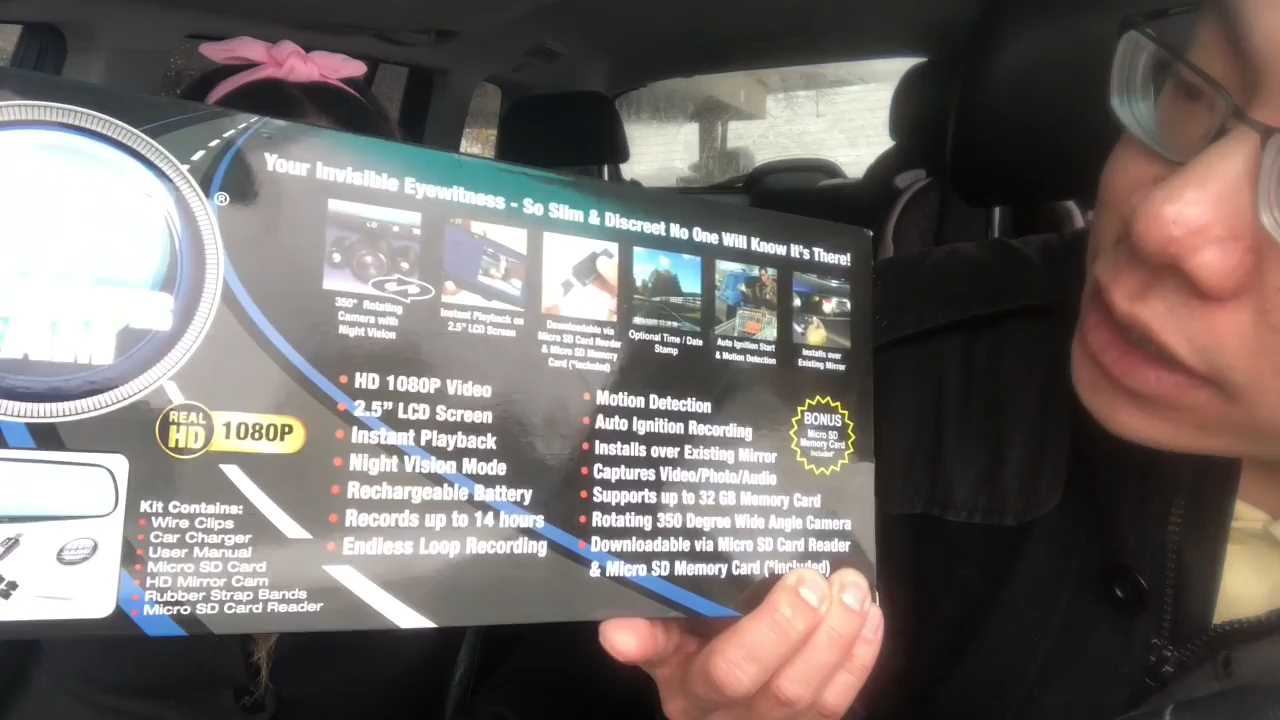 Your Invisible Eyewitness - So Slim & Discreet No One Will Know It's There!
®
350° Rotating
Camera with
Night Vision
Instant Playback on
2.5" LCD Screen
Downloadable via
Micro SD Card Reader
& Micro SD Memory
Card (*included)
Optional Time / Date
Stamp
Auto Ignition Start
& Motion Detection
Installs over
Existing Mirror
REAL
HD 1080P
• HD 1080P Video
• 2.5” LCD Screen
• Instant Playback
• Night Vision Mode
• Rechargeable Battery
• Records up to 14 hours
• Endless Loop Recording
• Motion Detection
• Auto Ignition Recording
• Installs over Existing Mirror
• Captures Video/Photo/Audio
• Supports up to 32 GB Memory Card
• Rotating 350 Degree Wide Angle Camera
• Downloadable via Micro SD Card Reader
& Micro SD Memory Card (*included)
BONUS
Micro SD
Memory Card
Included*
Kit Contains:
• Wire Clips
• Car Charger
• User Manual
• Micro SD Card
• HD Mirror Cam
• Rubber Strap Bands
• Micro SD Card Reader